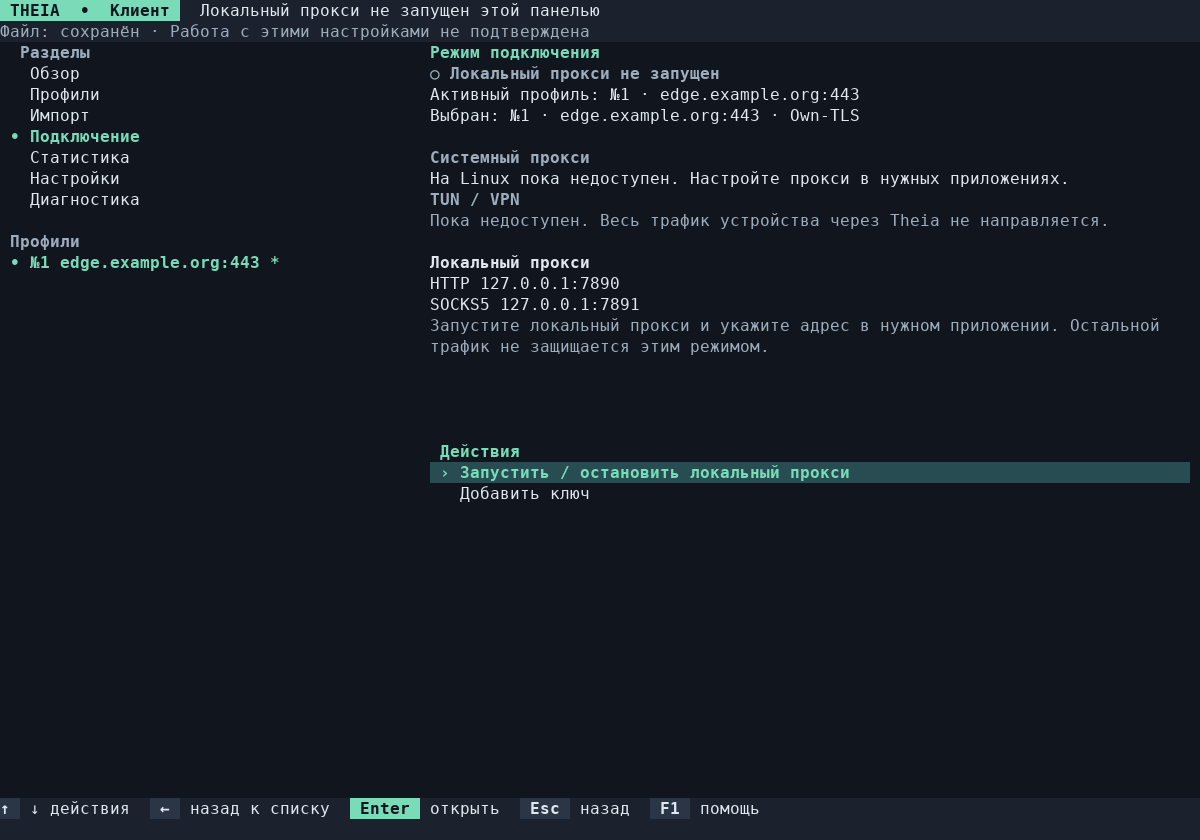 THEIA • Клиент Локальный прокси не запущен этой панелью
Файл: сохранён · Работа с этими настройками не подтверждена
Разделы
Обзор
Профили
Импорт
• Подключение
Статистика
Настройки
Диагностика
Профили
• №1 edge.example.org:443 *
Режим подключения
○ Локальный прокси не запущен
Активный профиль: №1 · edge.example.org:443
Выбран: №1 · edge.example.org:443 · Own-TLS
Системный прокси
На Linux пока недоступен. Настройте прокси в нужных приложениях.
TUN / VPN
Пока недоступен. Весь трафик устройства через Theia не направляется.
Локальный прокси
HTTP 127.0.0.1:7890
SOCKS5 127.0.0.1:7891
Запустите локальный прокси и укажите адрес в нужном приложении. Остальной
трафик не защищается этим режимом.
Действия
› Запустить / остановить локальный прокси
Добавить ключ
↑ ↓ действия ← назад к списку Enter открыть Esc назад F1 помощь